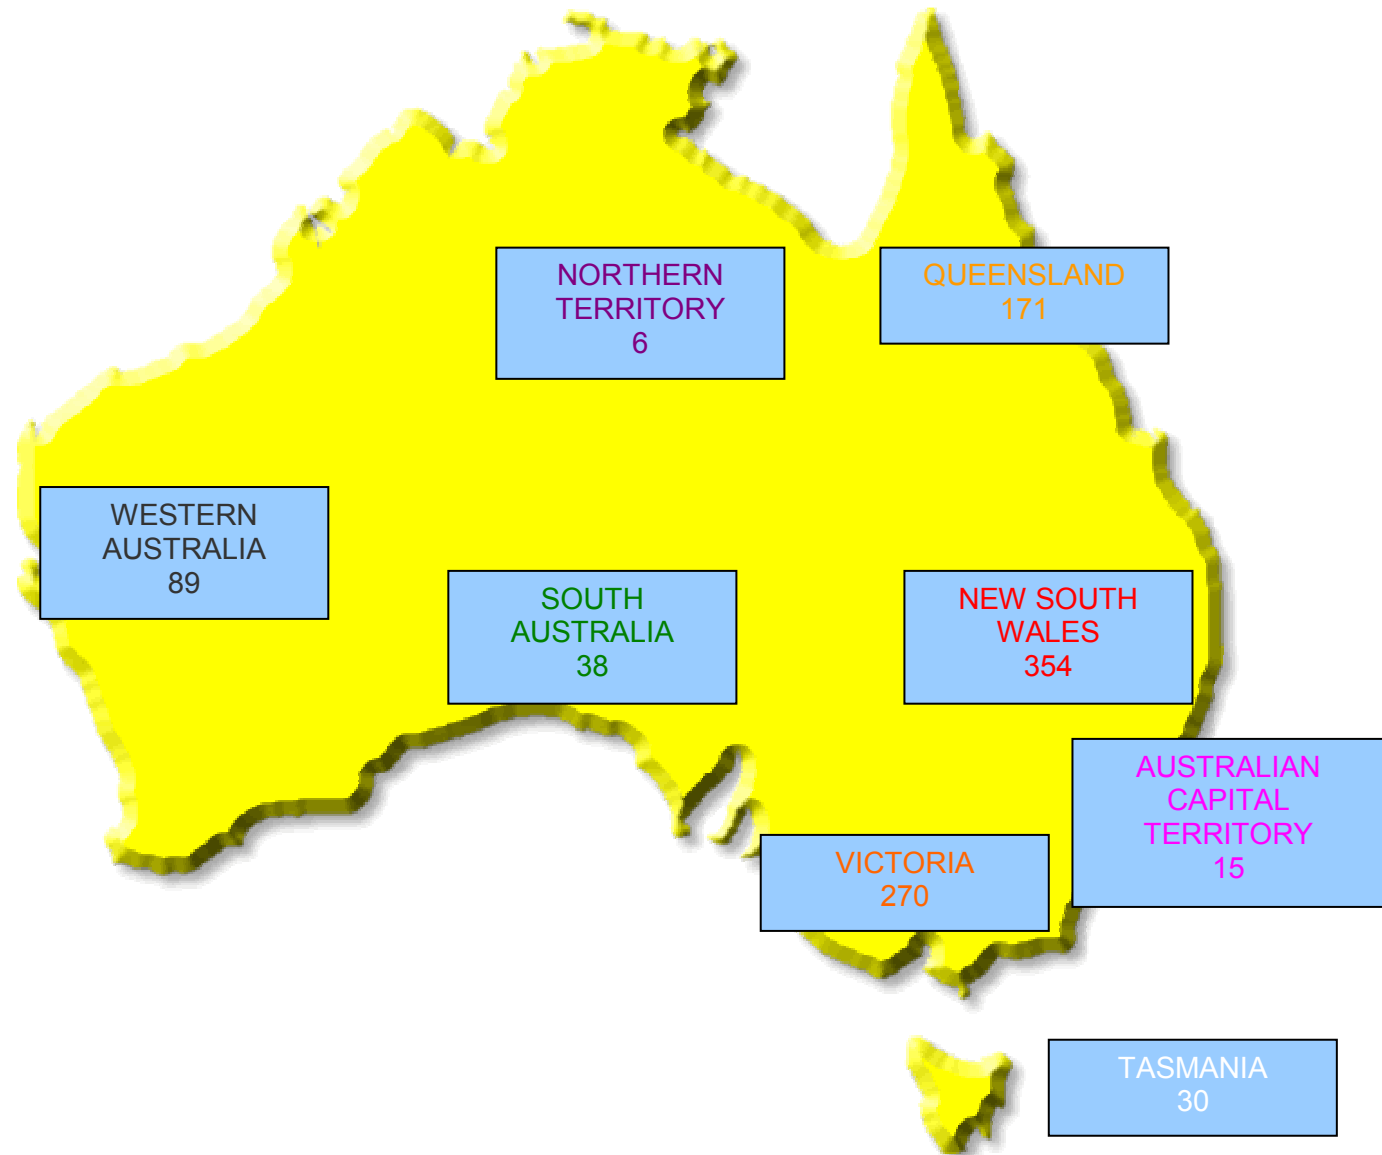 NORTHERN
TERRITORY
6
QUEENSLAND
171
WESTERN
AUSTRALIA
89
SOUTH
AUSTRALIA
38
NEW SOUTH
WALES
354
AUSTRALIAN
CAPITAL
TERRITORY
15
VICTORIA
270
TASMANIA
30